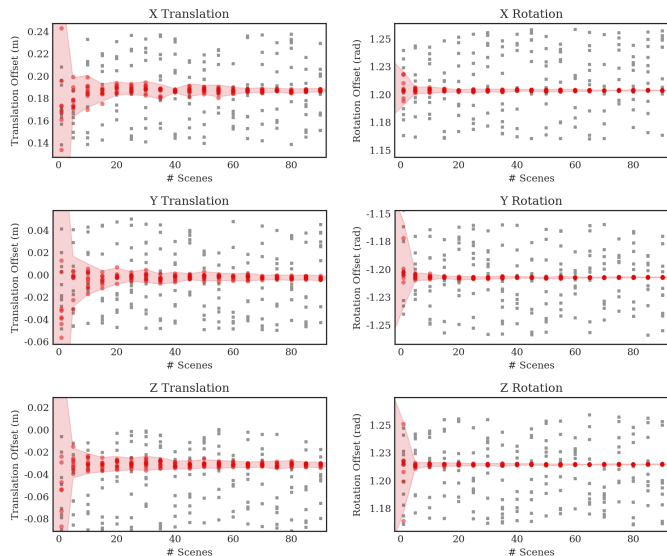 X Translation
X Rotation
Translation Offset (m)
0.24
0.22
0.20
0.18
0.16
0.14
0 20 40 60 80
# Scenes
Rotation Offset (rad)
1.25
1.23
1.20
1.18
1.15
0 20 40 60 80
# Scenes
Y Translation
Y Rotation
Translation Offset (m)
0.04
0.02
0.00
-0.02
-0.04
-0.06
0 20 40 60 80
# Scenes
Rotation Offset (rad)
-1.15
-1.18
-1.20
-1.23
-1.25
0 20 40 60 80
# Scenes
Z Translation
Z Rotation
Translation Offset (m)
0.02
0.00
-0.02
-0.04
-0.06
-0.08
0 20 40 60 80
# Scenes
Rotation Offset (rad)
1.25
1.23
1.20
1.18
0 20 40 60 80
# Scenes